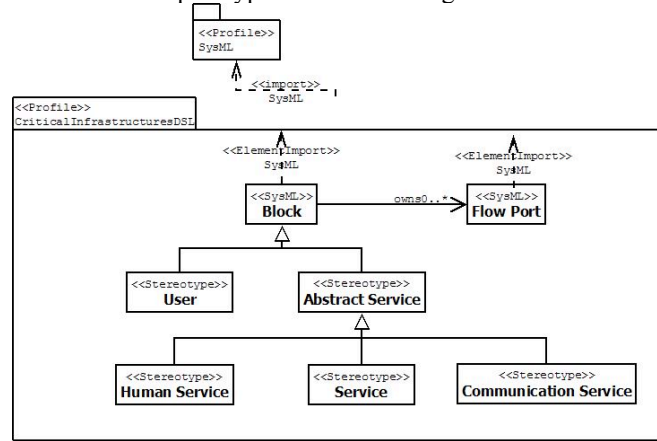 <<Profile>>
SysML
<<import>>
SysML
<<Profile>>
CriticalInfrastructuresDSL
<<ElementImport>>
SysML
<<ElementImport>>
SysML
<<SysML>>
Block
owns0..*
<<SysML>>
Flow Port
<<Stereotype>>
User
<<Stereotype>>
Abstract Service
<<Stereotype>>
Human Service
<<Stereotype>>
Service
<<Stereotype>>
Communication Service